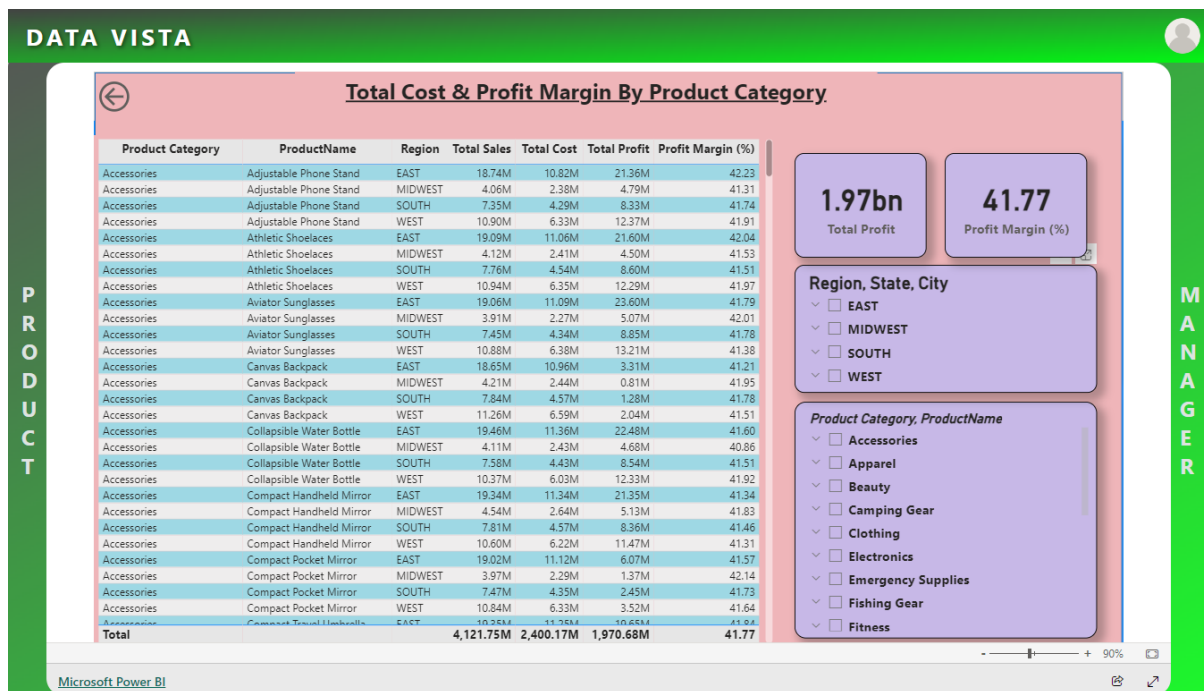 DATA VISTA
PRODUCT
MANAGER
Total Cost & Profit Margin By Product Category
Product Category ProductName Region Total Sales Total Cost Total Profit Profit Margin (%)
Accessories Adjustable Phone Stand EAST 18.74M 10.82M 21.36M 42.23
Accessories Adjustable Phone Stand MIDWEST 4.06M 2.38M 4.79M 41.31
Accessories Adjustable Phone Stand SOUTH 7.35M 4.29M 8.33M 41.74
Accessories Adjustable Phone Stand WEST 10.90M 6.33M 12.37M 41.91
Accessories Athletic Shoelaces EAST 19.09M 11.06M 21.60M 42.04
Accessories Athletic Shoelaces MIDWEST 4.12M 2.41M 4.50M 41.53
Accessories Athletic Shoelaces SOUTH 7.76M 4.54M 8.60M 41.51
Accessories Athletic Shoelaces WEST 10.94M 6.35M 12.29M 41.97
Accessories Aviator Sunglasses EAST 19.06M 11.09M 23.60M 41.79
Accessories Aviator Sunglasses MIDWEST 3.91M 2.27M 5.07M 42.01
Accessories Aviator Sunglasses SOUTH 7.45M 4.34M 8.85M 41.78
Accessories Aviator Sunglasses WEST 10.88M 6.38M 13.21M 41.38
Accessories Canvas Backpack EAST 18.65M 10.96M 3.31M 41.21
Accessories Canvas Backpack MIDWEST 4.21M 2.44M 0.81M 41.95
Accessories Canvas Backpack SOUTH 7.84M 4.57M 1.28M 41.78
Accessories Canvas Backpack WEST 11.26M 6.59M 2.04M 41.51
Accessories Collapsible Water Bottle EAST 19.46M 11.36M 22.48M 41.60
Accessories Collapsible Water Bottle MIDWEST 4.11M 2.43M 4.68M 40.86
Accessories Collapsible Water Bottle SOUTH 7.58M 4.43M 8.54M 41.51
Accessories Collapsible Water Bottle WEST 10.37M 6.03M 12.33M 41.92
Accessories Compact Handheld Mirror EAST 19.34M 11.34M 21.35M 41.34
Accessories Compact Handheld Mirror MIDWEST 4.54M 2.64M 5.13M 41.83
Accessories Compact Handheld Mirror SOUTH 7.81M 4.57M 8.36M 41.46
Accessories Compact Handheld Mirror WEST 10.60M 6.22M 11.47M 41.31
Accessories Compact Pocket Mirror EAST 19.02M 11.12M 6.07M 41.57
Accessories Compact Pocket Mirror MIDWEST 3.97M 2.29M 1.37M 42.14
Accessories Compact Pocket Mirror SOUTH 7.47M 4.35M 2.45M 41.73
Accessories Compact Pocket Mirror WEST 10.84M 6.33M 3.52M 41.64
Accessories Compact Travel Umbrella EAST 19.35M 11.25M 19.65M 41.84
Total 4,121.75M 2,400.17M 1,970.68M 41.77
1.97bn
Total Profit
41.77
Profit Margin (%)
Region, State, City
EAST
MIDWEST
SOUTH
WEST
Product Category, ProductName
Accessories
Apparel
Beauty
Camping Gear
Clothing
Electronics
Emergency Supplies
Fishing Gear
Fitness
- + 90%
Microsoft Power BI